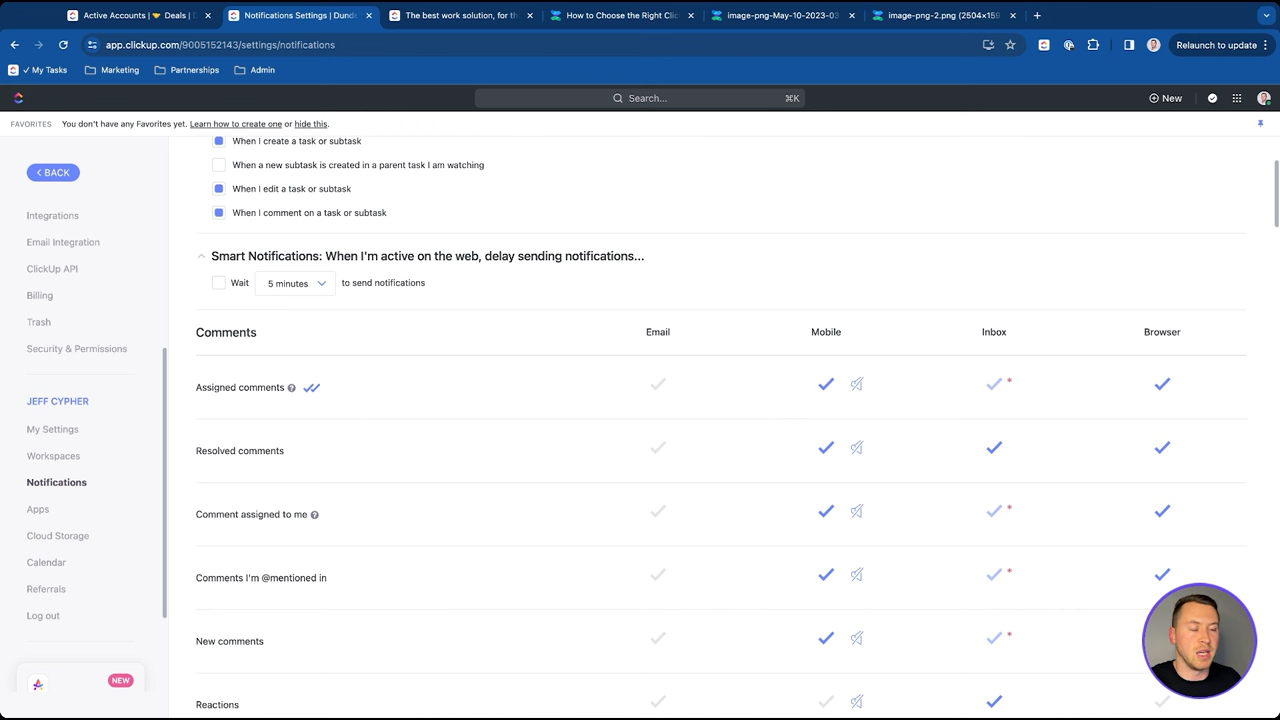 Active Accounts | 🤝 Deals | D
Notifications Settings | Dund
The best work solution, for th
How to Choose the Right Clic
image-png-May-10-2023-03
image-png-2.png (2504×159
app.clickup.com/9005152143/settings/notifications
Relaunch to update
✓ My Tasks
Marketing
Partnerships
Admin
Search...
⌘K
New
FAVORITES
You don't have any Favorites yet. Learn how to create one or hide this.
BACK
Integrations
Email Integration
ClickUp API
Billing
Trash
Security & Permissions
JEFF CYPHER
My Settings
Workspaces
Notifications
Apps
Cloud Storage
Calendar
Referrals
Log out
NEW
When I create a task or subtask
When a new subtask is created in a parent task I am watching
When I edit a task or subtask
When I comment on a task or subtask
Smart Notifications: When I'm active on the web, delay sending notifications...
Wait 5 minutes to send notifications
Comments Email Mobile Inbox Browser
Assigned comments
Resolved comments
Comment assigned to me
Comments I'm @mentioned in
New comments
Reactions